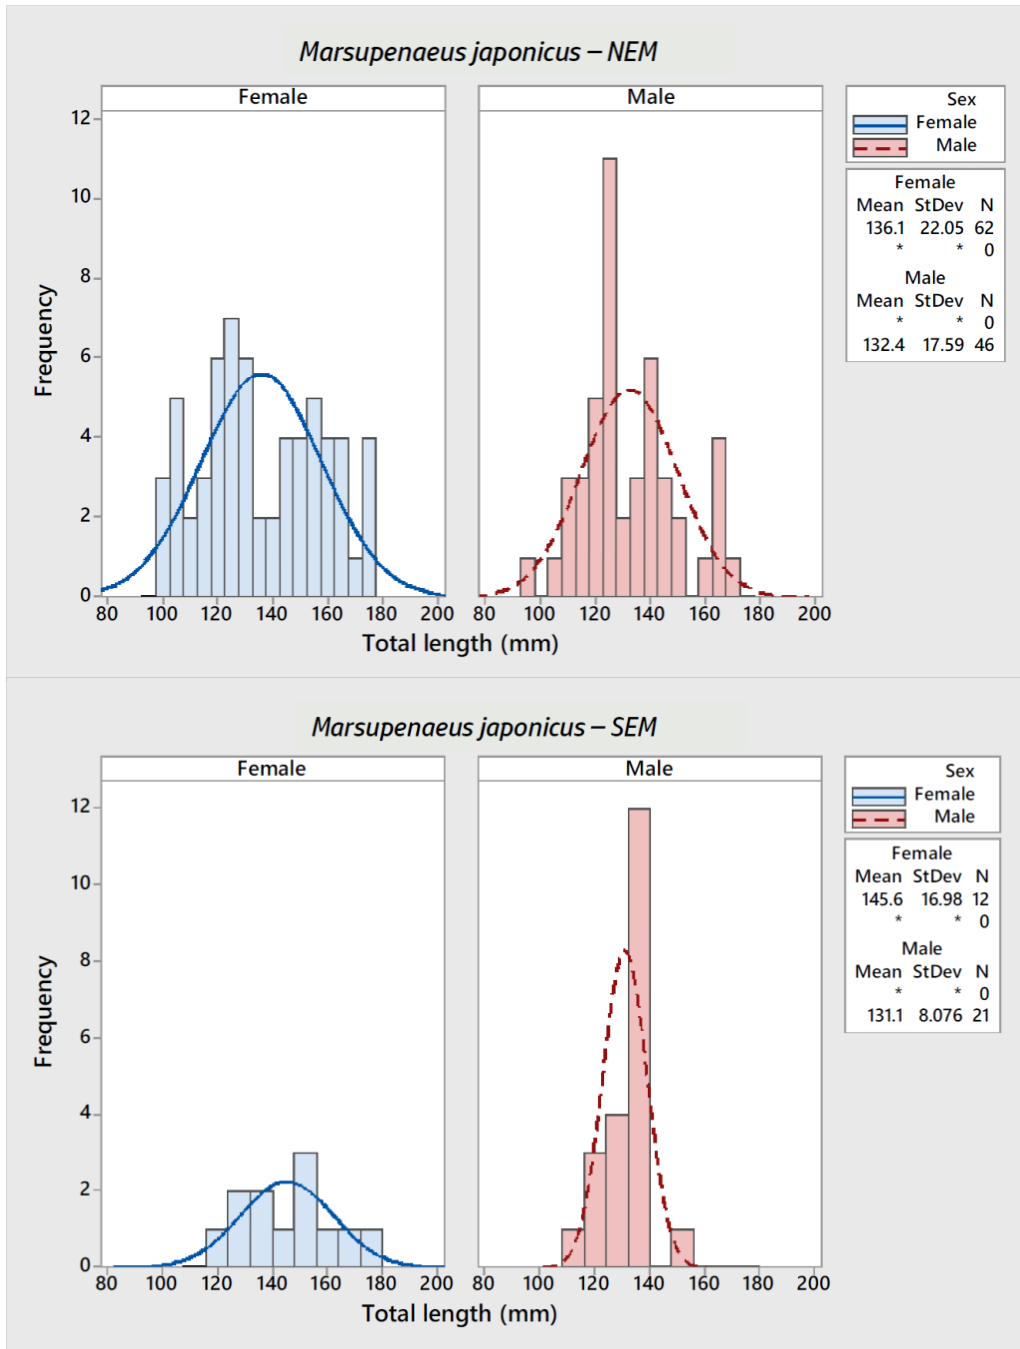 Marsupenaeus japonicus – NEM
Female
Male
12
10
8
6
4
2
0
Frequency
80 100 120 140 160 180 200
80 100 120 140 160 180 200
Total length (mm)
Sex
Female
Male
Female
Mean StDev N
136.1 22.05 62
* * 0
Male
Mean StDev N
* * 0
132.4 17.59 46
Marsupenaeus japonicus – SEM
Female
Male
12
10
8
6
4
2
0
Frequency
80 100 120 140 160 180 200
80 100 120 140 160 180 200
Total length (mm)
Sex
Female
Male
Female
Mean StDev N
145.6 16.98 12
* * 0
Male
Mean StDev N
* * 0
131.1 8.076 21